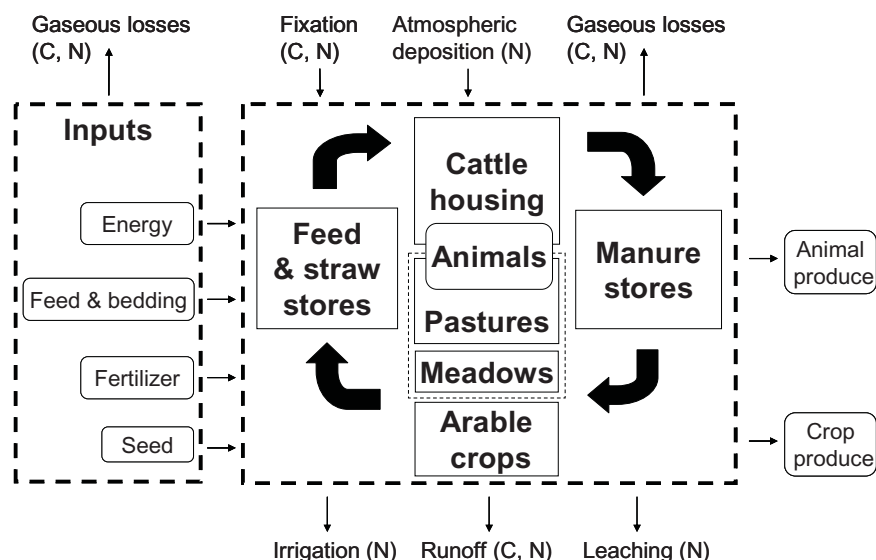 Gaseous losses
(C, N)
Fixation
(C, N)
Atmospheric
deposition (N)
Gaseous losses
(C, N)
Inputs
Energy
Feed & bedding
Fertilizer
Seed
Cattle
housing
Feed
& straw
stores
Animals
Manure
stores
Pastures
Meadows
Arable
crops
Animal
produce
Crop
produce
Irrigation (N)
Runoff (C, N)
Leaching (N)